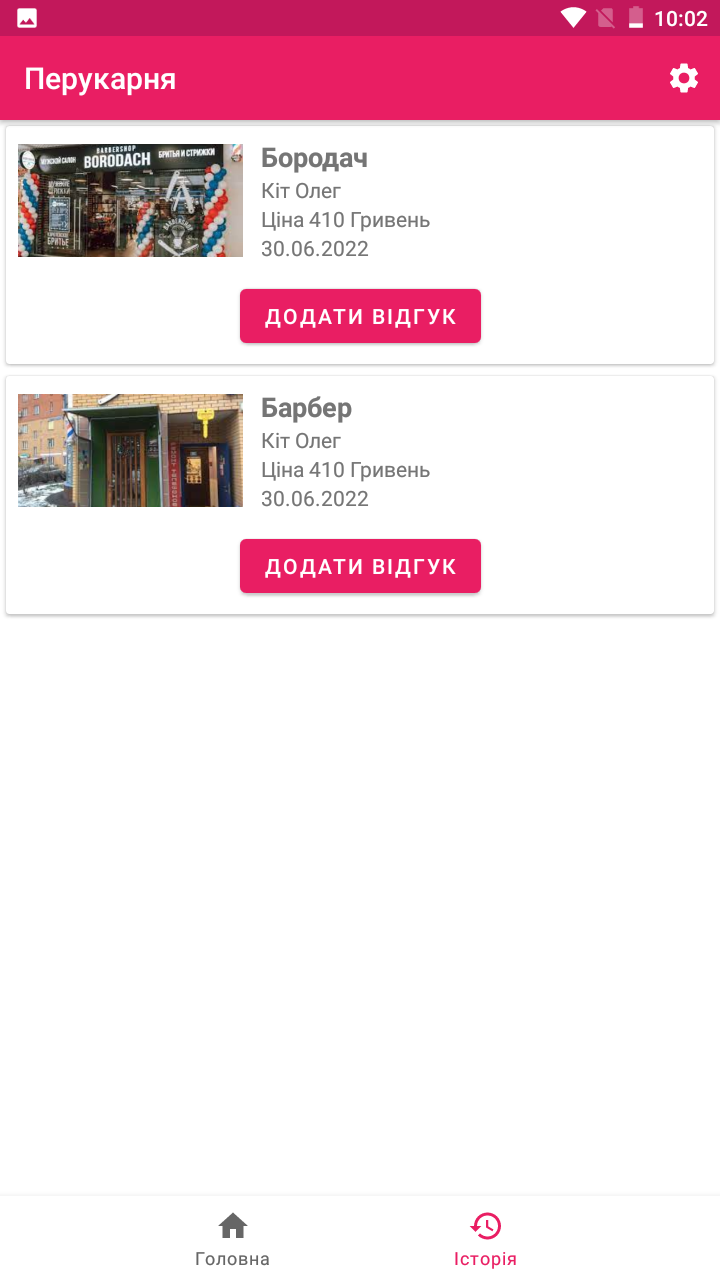 10:02
Перукарня
BARBERSHOP
МУЖСКОЙ САЛОН
BORODACH
БРИТЬЯ И СТРИЖКИ
Бородач
Кіт Олег
Ціна 410 Гривень
30.06.2022
ДОДАТИ ВІДГУК
Барбер
Кіт Олег
Ціна 410 Гривень
30.06.2022
ДОДАТИ ВІДГУК
Головна
Історія